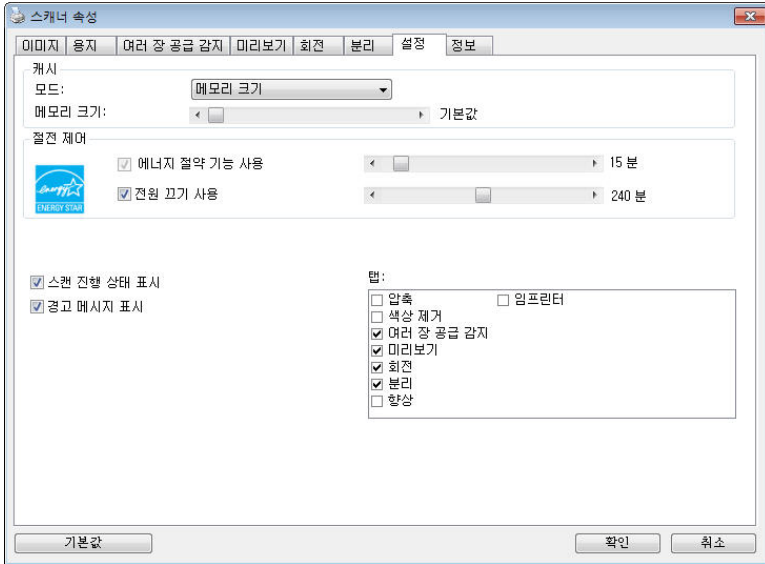 스캐너 속성
이미지 용지 여러 장 공급 감지 미리보기 회전 분리 설정 정보
캐시
모드: 메모리 크기
메모리 크기: 기본값
절전 제어
에너지 절약 기능 사용 15 분
energy
ENERGY STAR
전원 끄기 사용 240 분
스캔 진행 상태 표시
경고 메시지 표시
탭:
압축 임프린터
색상 제거
여러 장 공급 감지
미리보기
회전
분리
향상
기본값 확인 취소